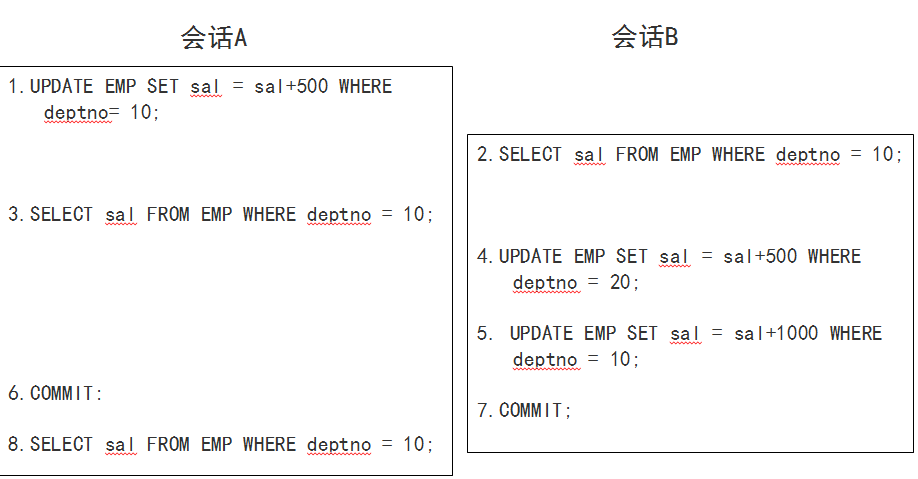 会话A
会话B
1.UPDATE EMP SET sal = sal+500 WHERE
deptno= 10;
2.SELECT sal FROM EMP WHERE deptno = 10;
3.SELECT sal FROM EMP WHERE deptno = 10;
4.UPDATE EMP SET sal = sal+500 WHERE
deptno = 20;
5. UPDATE EMP SET sal = sal+1000 WHERE
deptno = 10;
6.COMMIT:
7.COMMIT;
8.SELECT sal FROM EMP WHERE deptno = 10;